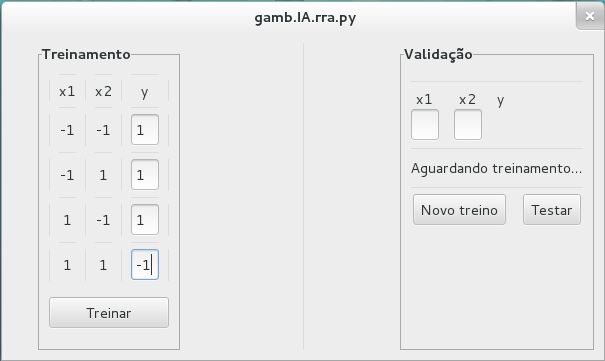 gamb.IA.rra.py
Treinamento
x1 x2 y
-1 -1 1
-1 1 1
1 -1 1
1 1 -1
Treinar
Validação
x1 x2 y
Aguardando treinamento...
Novo treino Testar